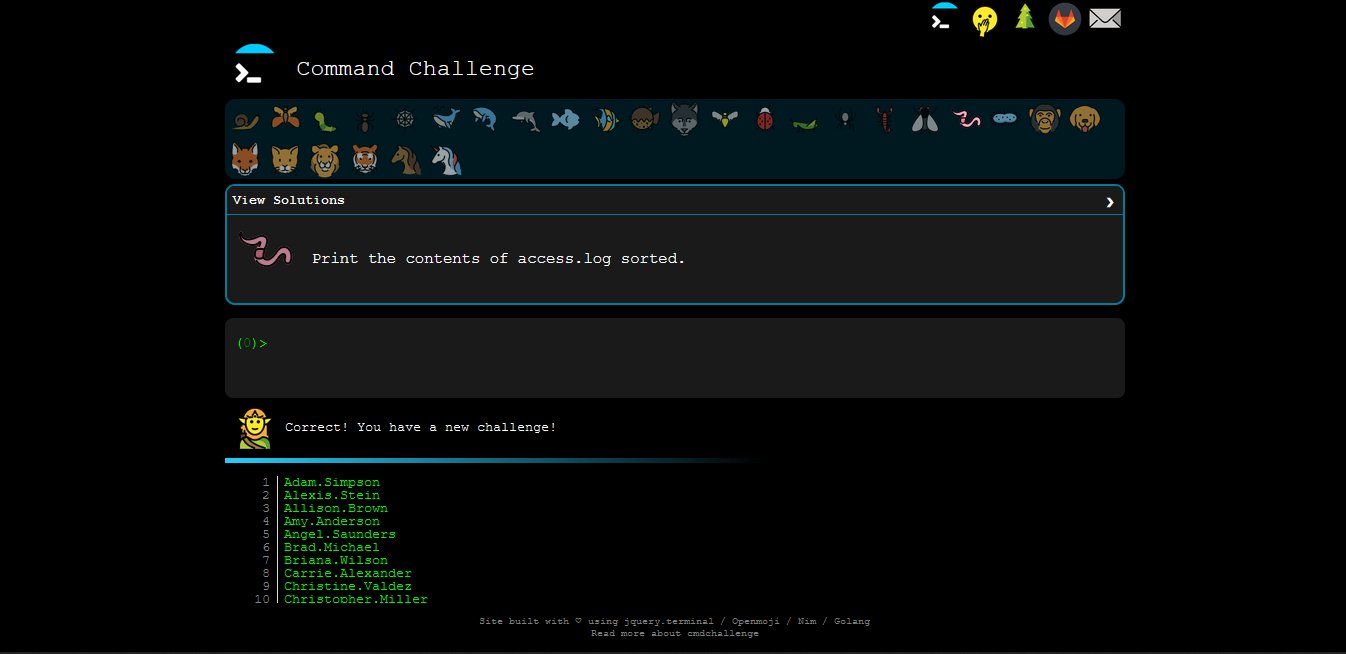 Command Challenge
View Solutions
Print the contents of access.log sorted.
(0)>
Correct! You have a new challenge!
1 Adam.Simpson
2 Alexis.Stein
3 Allison.Brown
4 Amy.Anderson
5 Angel.Saunders
6 Brad.Michael
7 Briana.Wilson
8 Carrie.Alexander
9 Christine.Valdez
10 Christopher.Miller
Site built with ♡ using jquery.terminal / Openmoji / Nim / Golang
Read more about cmdchallenge